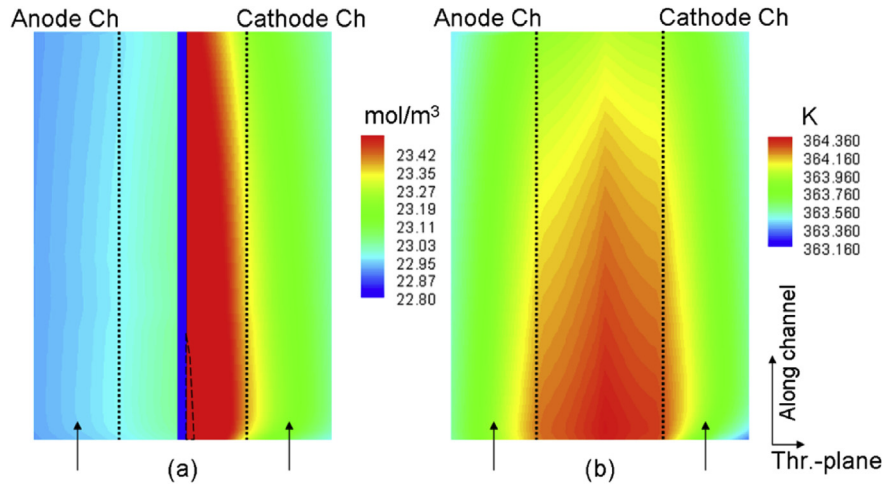 Anode Ch
Cathode Ch
mol/m³
23.42
23.35
23.27
23.19
23.11
23.03
22.95
22.87
22.80
(a)
Anode Ch
Cathode Ch
K
364.360
364.160
363.960
363.760
363.560
363.360
363.160
(b)
Along channel
Thr.-plane